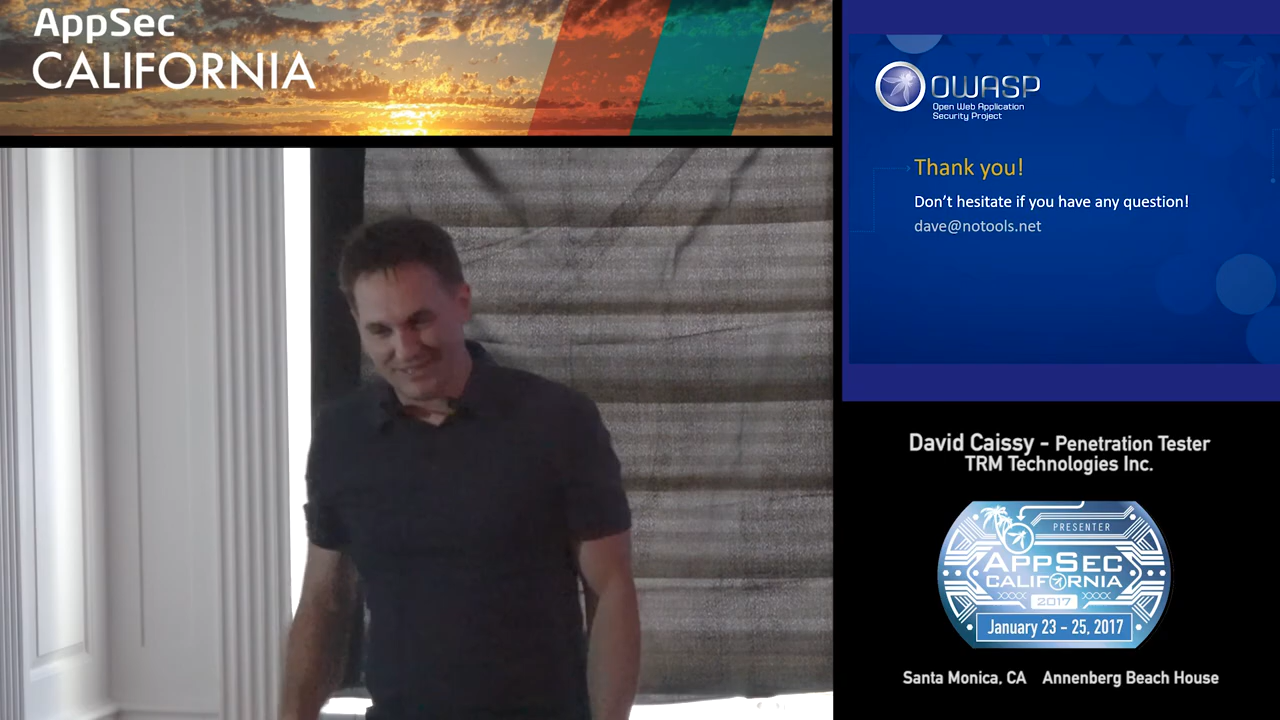 AppSec
CALIFORNIA
OWASP
Open Web Application
Security Project
Thank you!
Don't hesitate if you have any question!
dave@notools.net
David Caissy - Penetration Tester
TRM Technologies Inc.
PRESENTER
APPSEC
CALIFORNIA
2017
January 23 - 25, 2017
Santa Monica, CA Annenberg Beach House